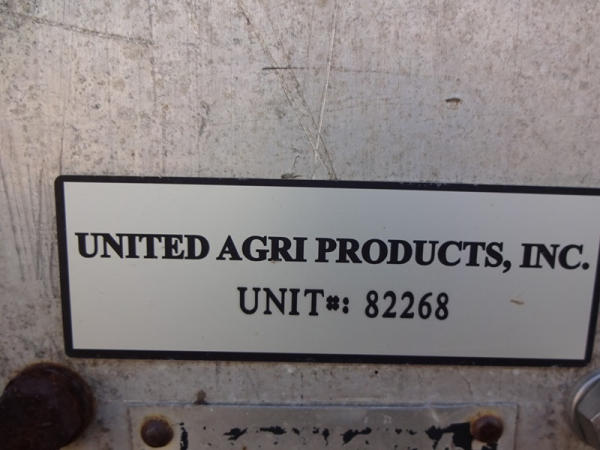 UNITED AGRI PRODUCTS, INC.
UNIT#: 82268